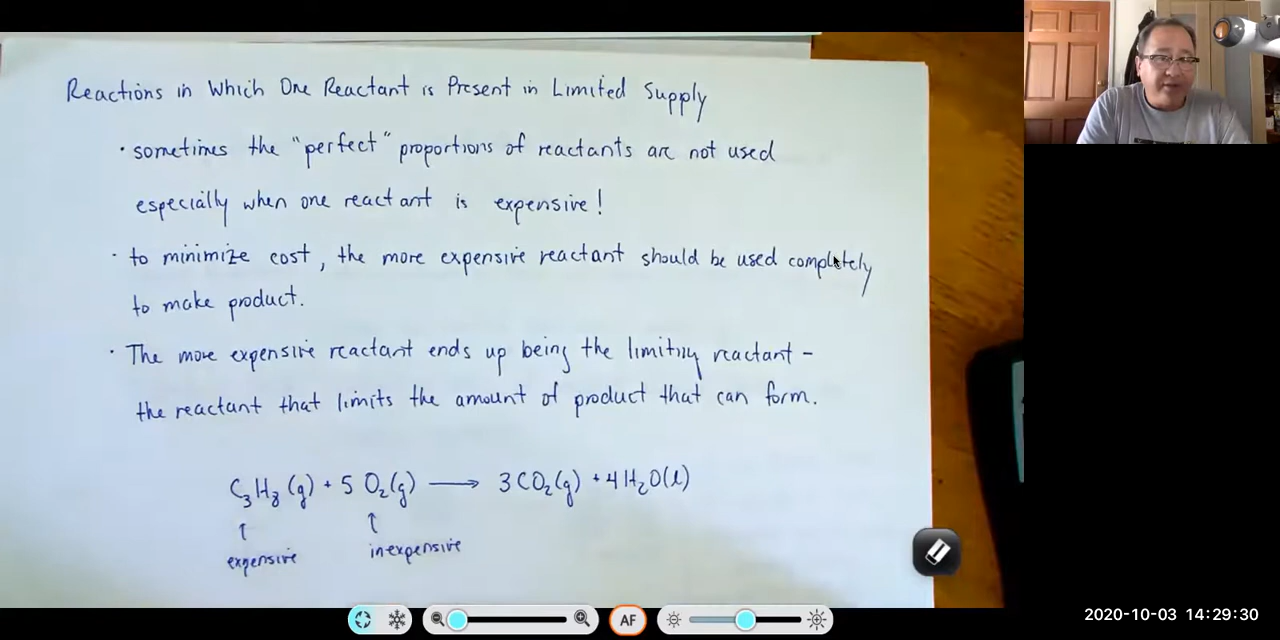 Reactions in Which One Reactant is Present in Limited Supply
· sometimes the "perfect" proportions of reactants are not used
especially when one reactant is expensive!
· to minimize cost, the more expensive reactant should be used completely
to make product.
· The more expensive reactant ends up being the limiting reactant –
the reactant that limits the amount of product that can form.
C₃H₈(g) + 5 O₂(g) ⟶ 3CO₂(g) + 4H₂O(l)
↑ ↑
expensive inexpensive
AF
2020-10-03 14:29:30